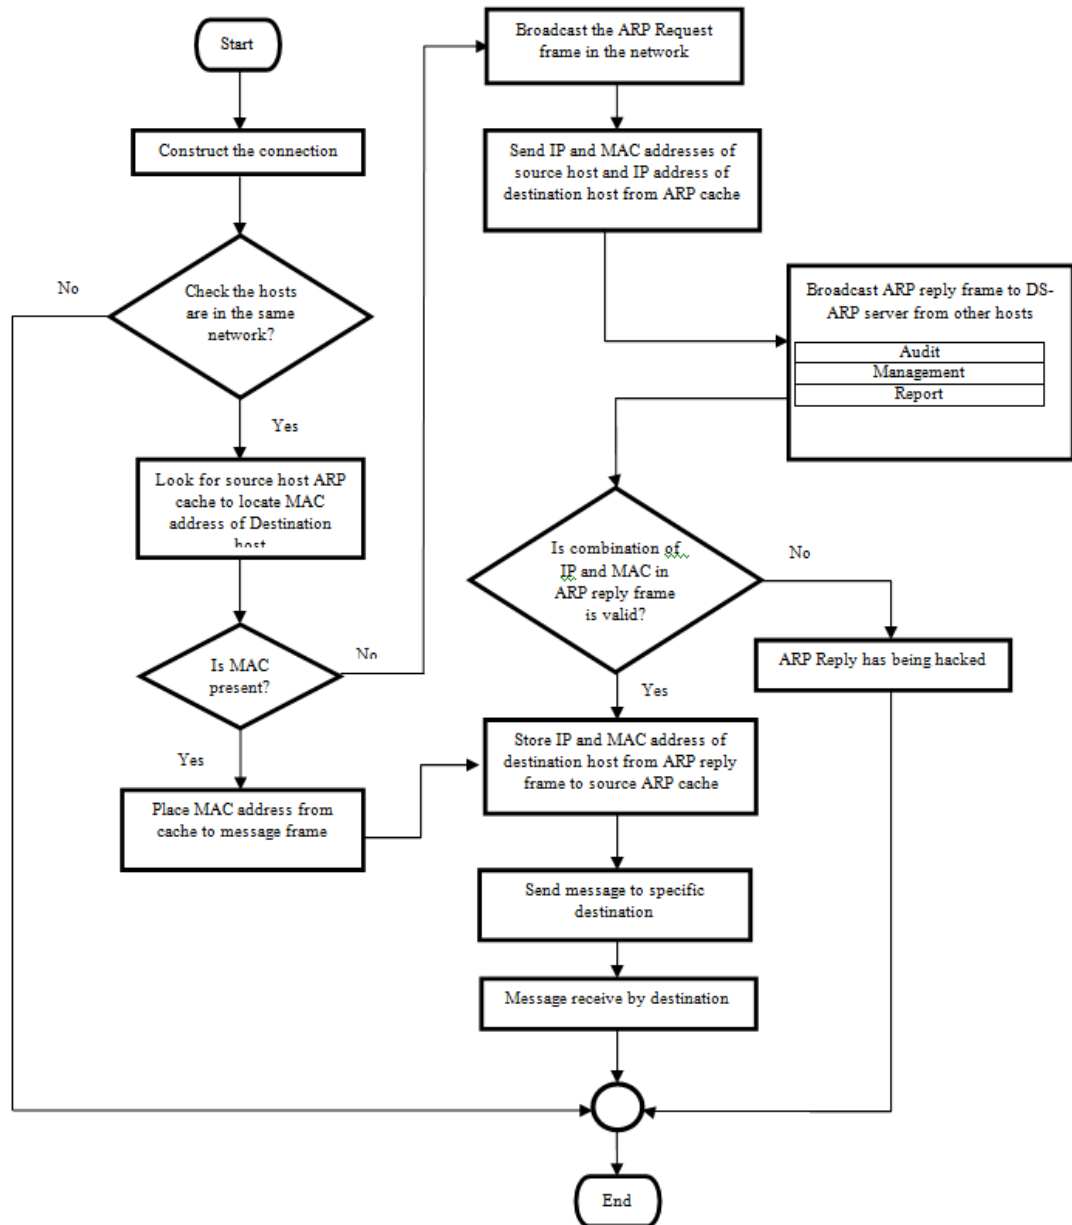 Start
Construct the connection
Check the hosts
are in the same
network?
No
Yes
Look for source host ARP
cache to locate MAC
address of Destination
host
Is MAC
present?
No
Yes
Place MAC address from
cache to message frame
Broadcast the ARP Request
frame in the network
Send IP and MAC addresses of
source host and IP address of
destination host from ARP cache
Broadcast ARP reply frame to DS-
ARP server from other hosts
Audit
Management
Report
Is combination of
IP and MAC in
ARP reply frame
is valid?
No
ARP Reply has being hacked
Yes
Store IP and MAC address of
destination host from ARP reply
frame to source ARP cache
Send message to specific
destination
Message receive by destination
End